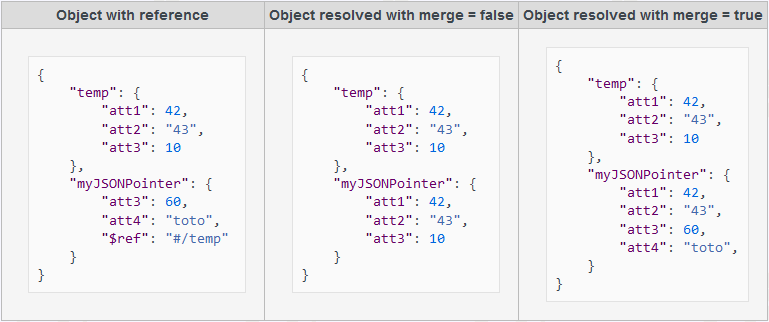 Object with reference
{
    "temp": {
        "att1": 42,
        "att2": "43",
        "att3": 10
    },
    "myJSONPointer": {
        "att3": 60,
        "att4": "toto",
        "$ref": "#/temp"
    }
}
Object resolved with merge = false
{
    "temp": {
        "att1": 42,
        "att2": "43",
        "att3": 10
    },
    "myJSONPointer": {
        "att1": 42,
        "att2": "43",
        "att3": 10
    }
}
Object resolved with merge = true
{
    "temp": {
        "att1": 42,
        "att2": "43",
        "att3": 10
    },
    "myJSONPointer": {
        "att1": 42,
        "att2": "43",
        "att3": 60,
        "att4": "toto",
    }
}